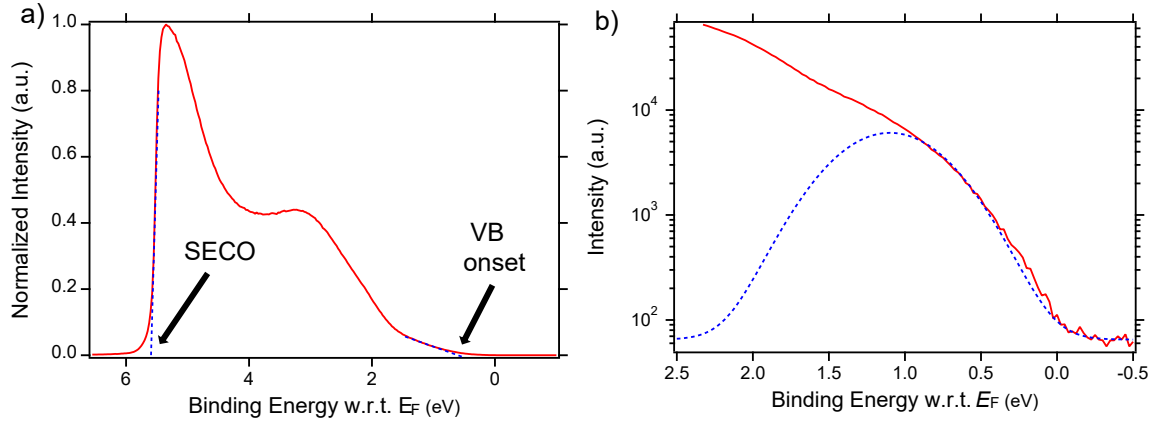 a)
Normalized Intensity (a.u.)
1.0
0.8
0.6
0.4
0.2
0.0
SECO
VB
onset
6 4 2 0
Binding Energy w.r.t. E_F (eV)
b)
Intensity (a.u.)
10^4
10^3
10^2
2.5 2.0 1.5 1.0 0.5 0.0 -0.5
Binding Energy w.r.t. E_F (eV)